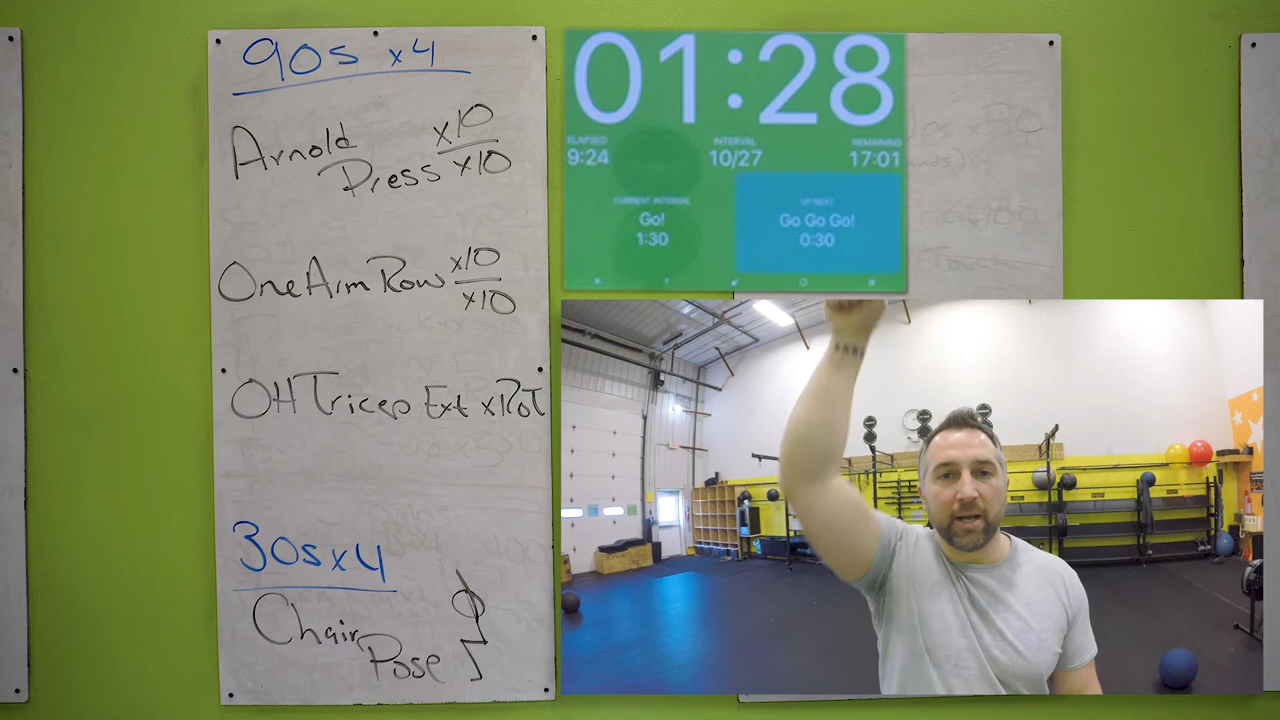 90s x4
Arnold x10
Press x10
One Arm Row x10
x10
OH Tricep Ext x
30s x4
Chair
Pose
01:28
ELAPSED INTERVAL REMAINING
9:24 10/27 17:01
CURRENT INTERVAL
Go!
1:30
UP NEXT
Go Go Go!
0:30